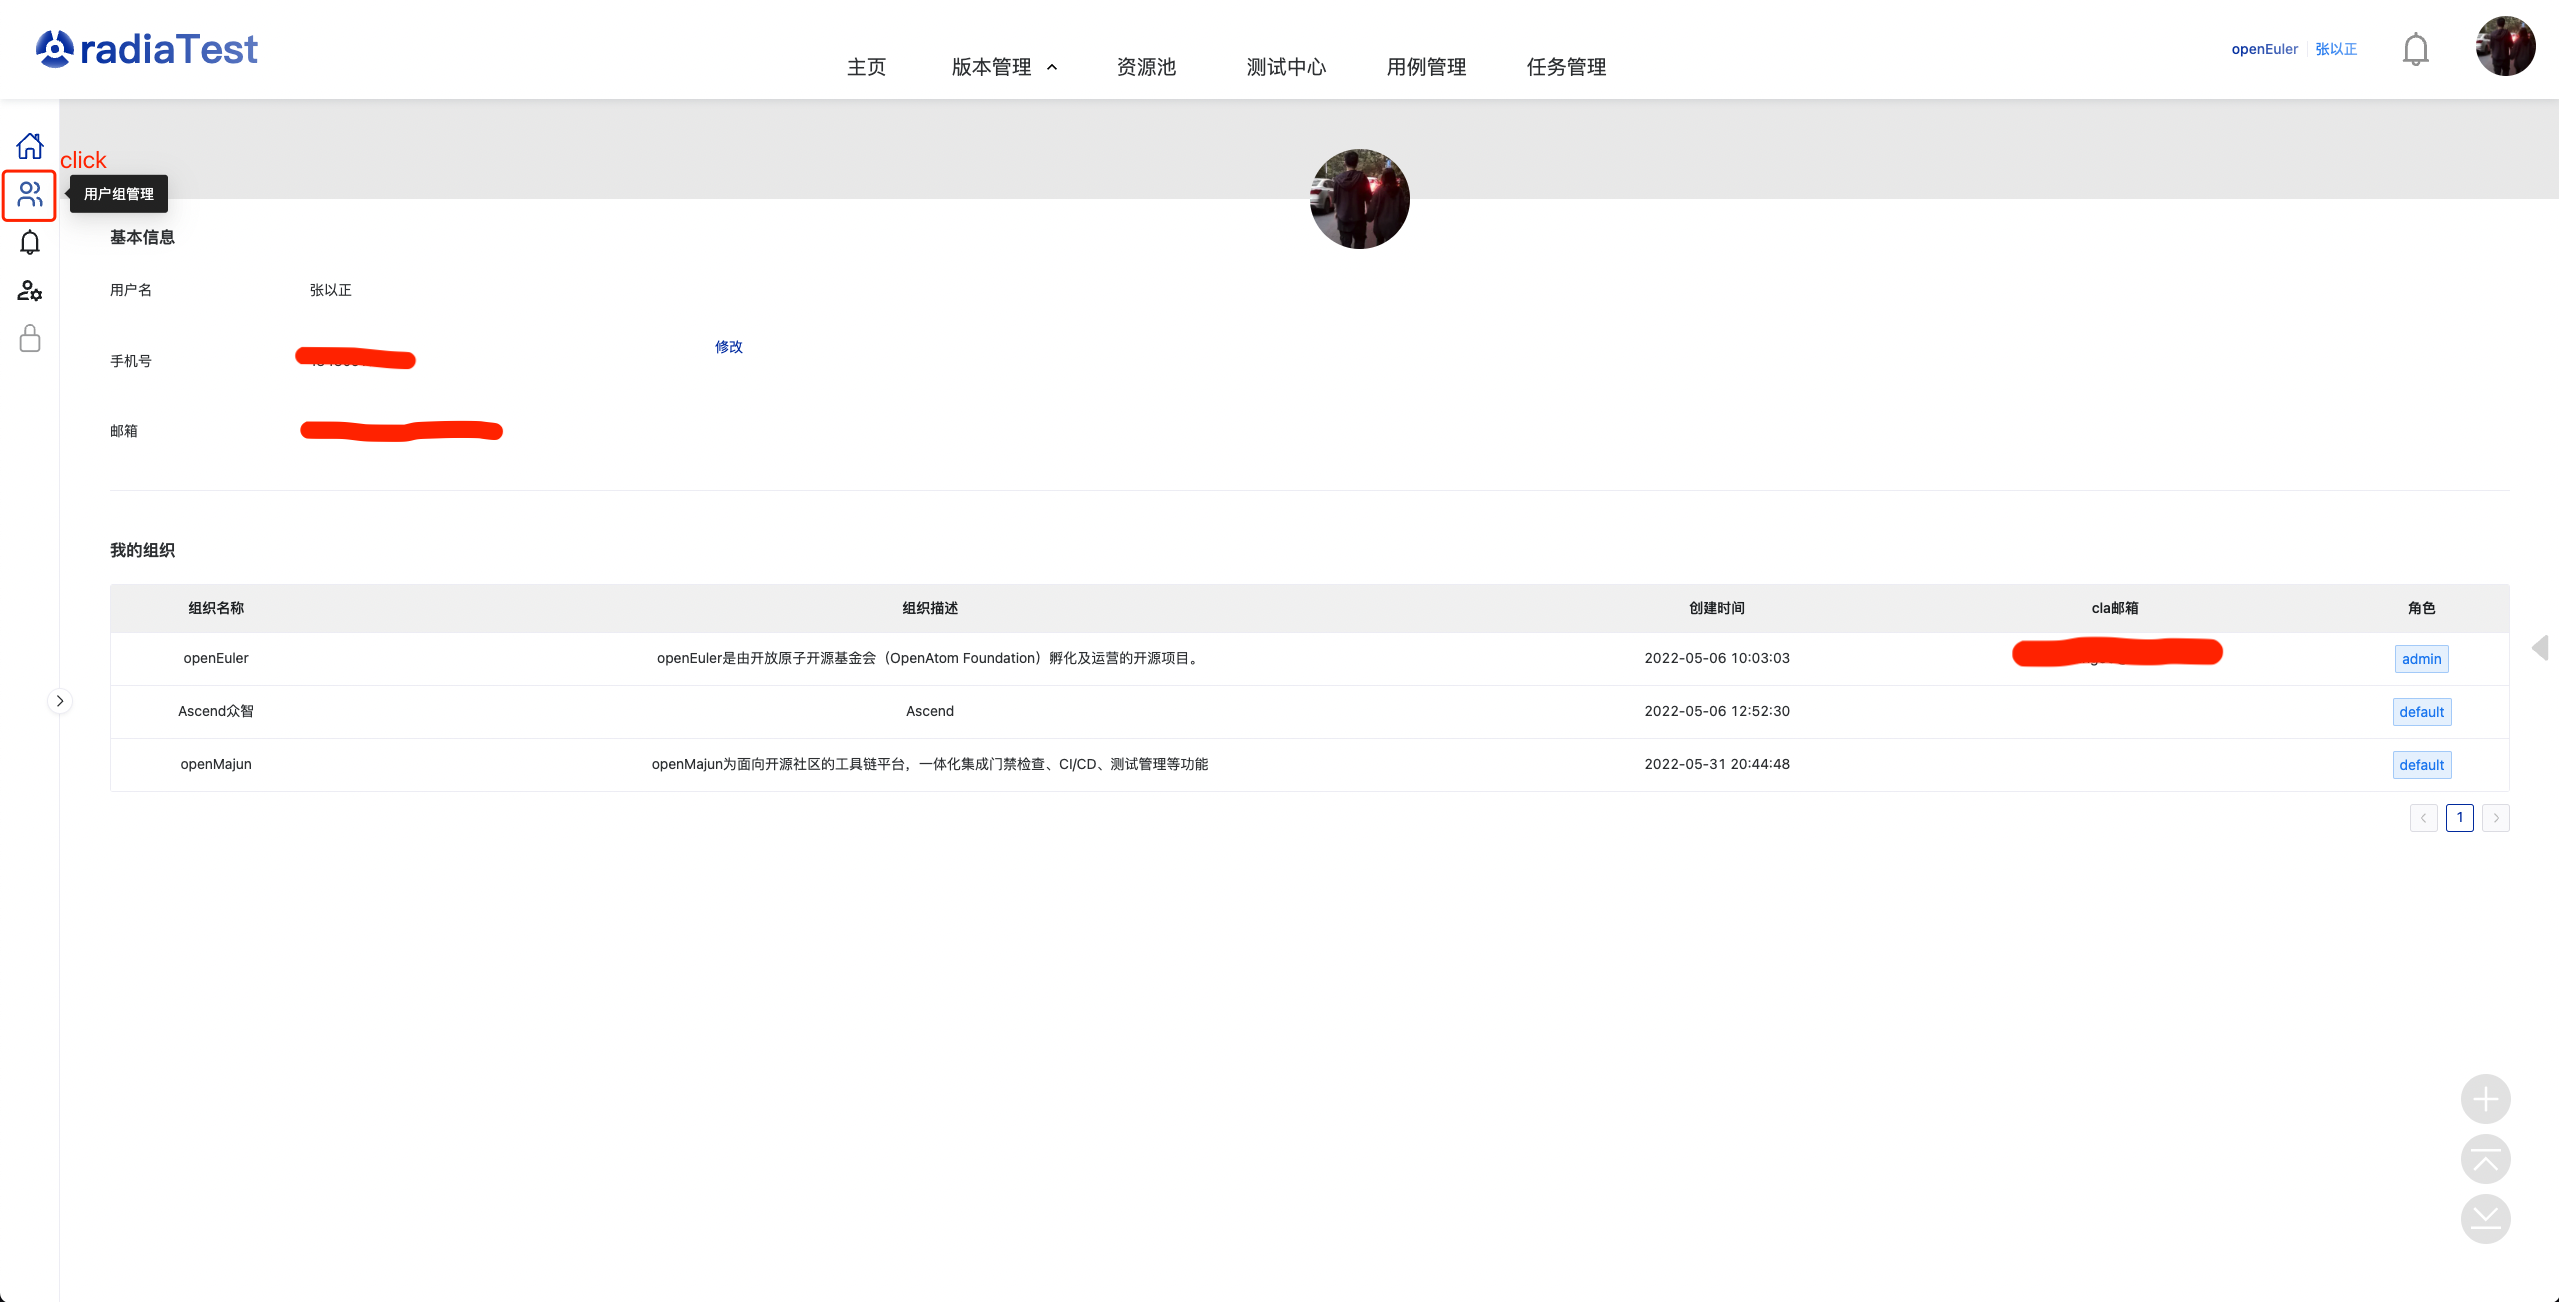 radiaTest
主页
版本管理
资源池
测试中心
用例管理
任务管理
openEuler
张以正
click
用户组管理
基本信息
用户名
张以正
手机号
修改
邮箱
我的组织
组织名称 组织描述 创建时间 cla邮箱 角色
openEuler openEuler是由开放原子开源基金会（OpenAtom Foundation）孵化及运营的开源项目。 2022-05-06 10:03:03 admin
Ascend众智 Ascend 2022-05-06 12:52:30 default
openMajun openMajun为面向开源社区的工具链平台，一体化集成门禁检查、CI/CD、测试管理等功能 2022-05-31 20:44:48 default
1